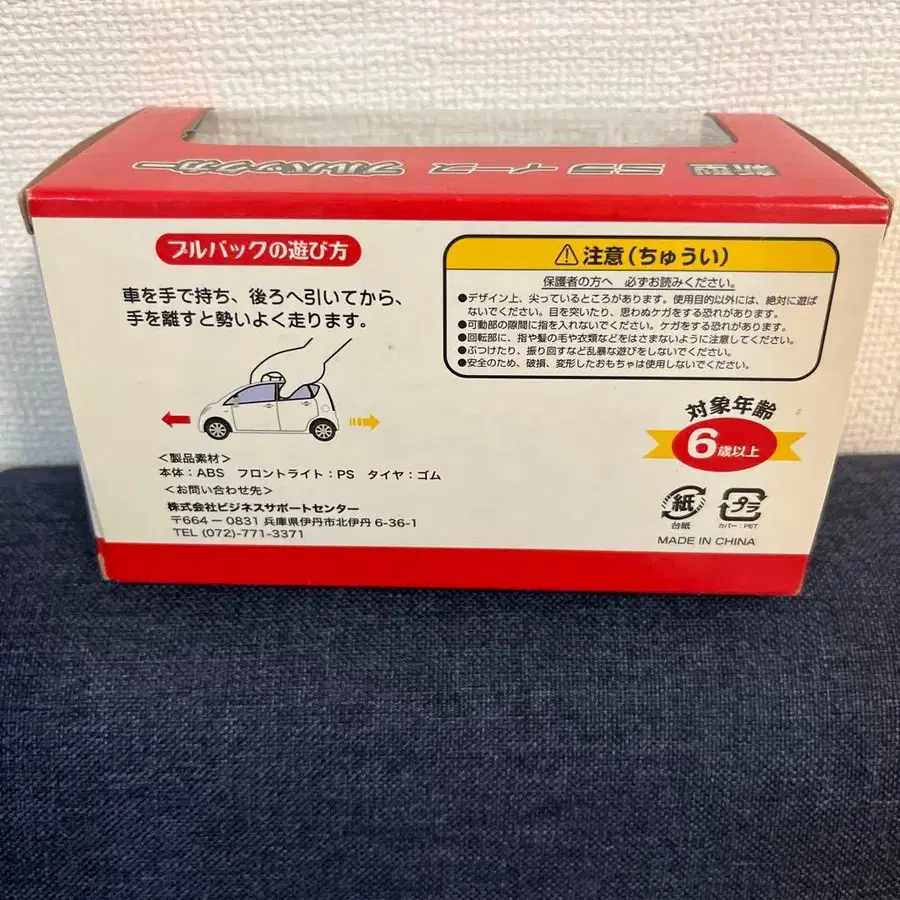 新型 ミラ イース プルバックカー
プルバックの遊び方
車を手で持ち、後ろへ引いてから、
手を離すと勢いよく走ります。
<製品素材>
本体:ABS フロントライト:PS タイヤ:ゴム
<お問い合わせ先>
株式会社ビジネスサポートセンター
〒664-0831 兵庫県伊丹市北伊丹 6-36-1
TEL (072)-771-3371
注意(ちゅうい)
保護者の方へ 必ずお読みください。
●デザイン上、尖っているところがあります。使用目的以外には、絶対に遊ば
ないでください。目を突いたり、思わぬケガをする恐れがあります。
●可動部の隙間に指を入れないでください。ケガをする恐れがあります。
●回転部に、指や髪の毛や衣類などをはさまないように注意してください。
●ぶつけたり、振り回すなど乱暴な遊びをしないでください。
●安全のため、破損、変形したおもちゃは使用しないでください。
対象年齢
6歳以上
紙
台紙
プラ
カバー:PET
MADE IN CHINA